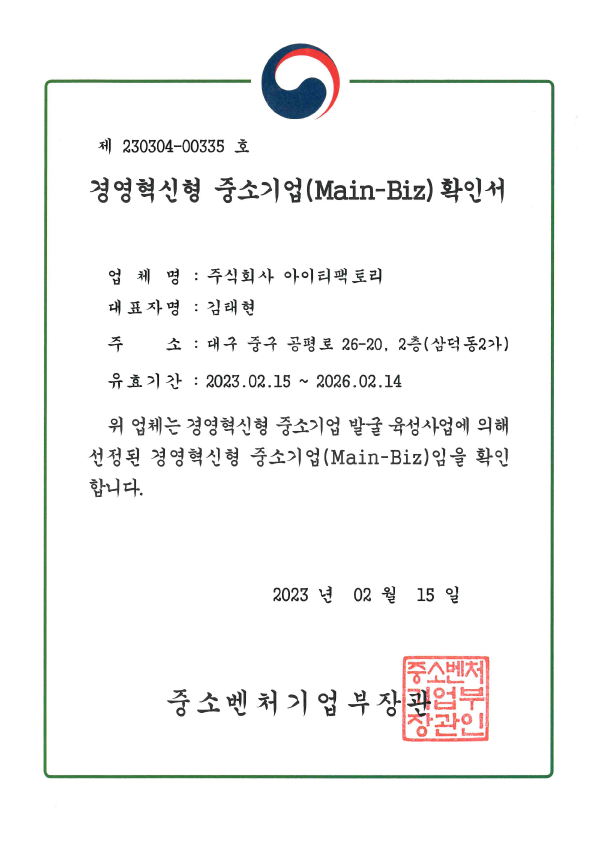 제 230304-00335 호
경영혁신형 중소기업(Main-Biz)확인서
업 체 명 : 주식회사 아이티팩토리
대표자명 : 김태현
주 소 : 대구 중구 공평로 26-20, 2층(삼덕동2가)
유효기간 : 2023.02.15 ~ 2026.02.14
위 업체는 경영혁신형 중소기업 발굴 육성사업에 의해
선정된 경영혁신형 중소기업(Main-Biz)임을 확인
합니다.
2023 년 02 월 15 일
중소벤처기업부장관
중소벤처
기업부
장관인